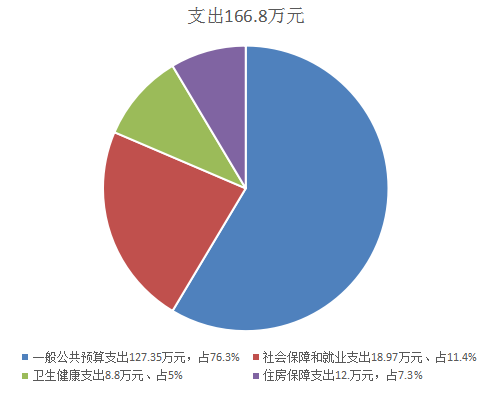 支出166.8万元
一般公共预算支出127.35万元，占76.3% 社会保障和就业支出18.97万元、占11.4%
卫生健康支出8.8万元、占5% 住房保障支出12.万元，占7.3%